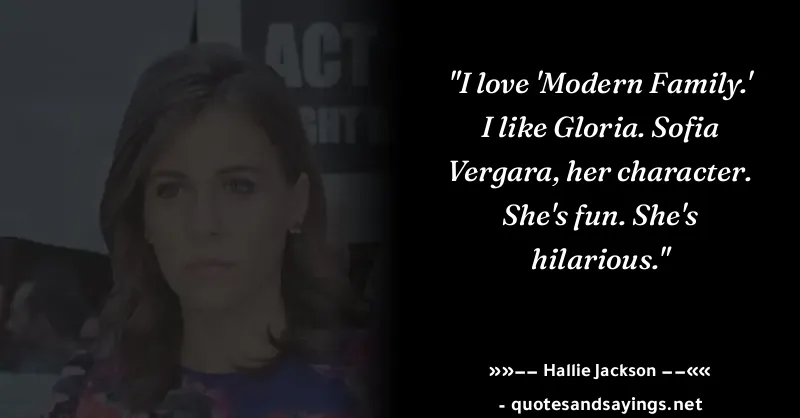 ACT
GHT
"I love 'Modern Family.'
I like Gloria. Sofia
Vergara, her character.
She's fun. She's
hilarious."
»»−− Hallie Jackson −−««
- quotesandsayings.net